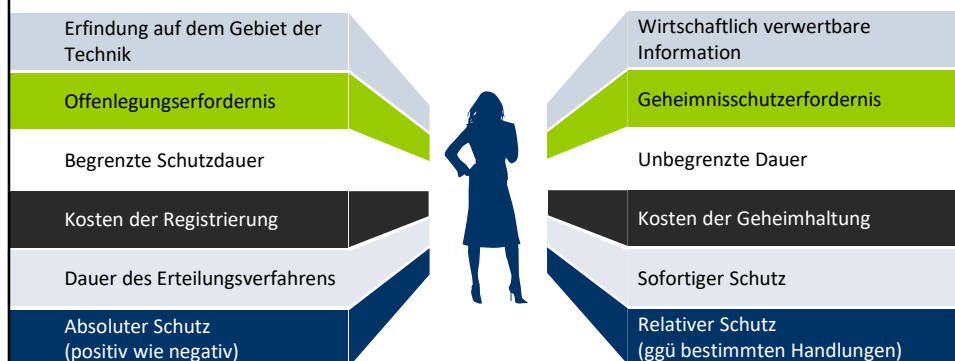 Erfindung auf dem Gebiet der
Technik
Offenlegungserfordernis
Begrenzte Schutzdauer
Kosten der Registrierung
Dauer des Erteilungsverfahrens
Absoluter Schutz
(positiv wie negativ)
Wirtschaftlich verwertbare
Information
Geheimnisschutzerfordernis
Unbegrenzte Dauer
Kosten der Geheimhaltung
Sofortiger Schutz
Relativer Schutz
(ggü bestimmten Handlungen)